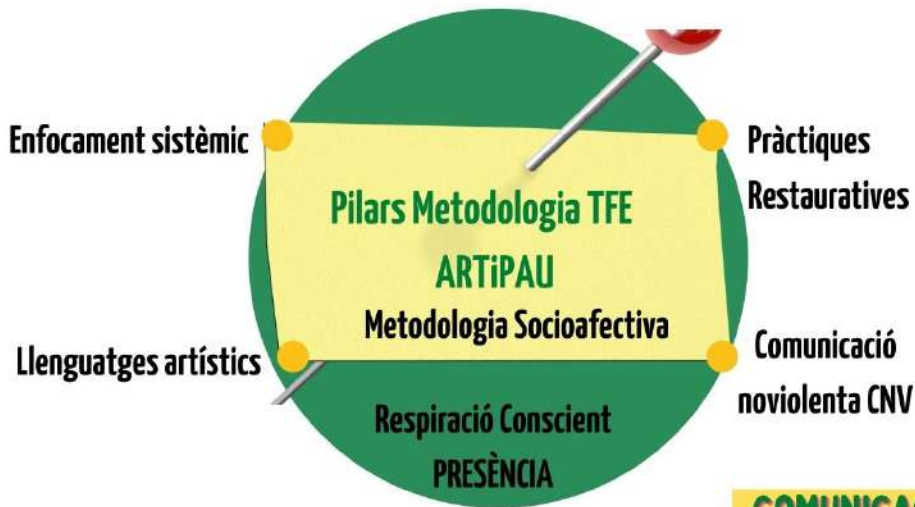 Enfocament sistèmic
Pràctiques
Restauratives
Pilars Metodologia TFE
ARTiPAU
Metodologia Socioafectiva
Llenguatges artístics
Comunicació
noviolenta CNV
Respiració Conscient
PRESÈNCIA